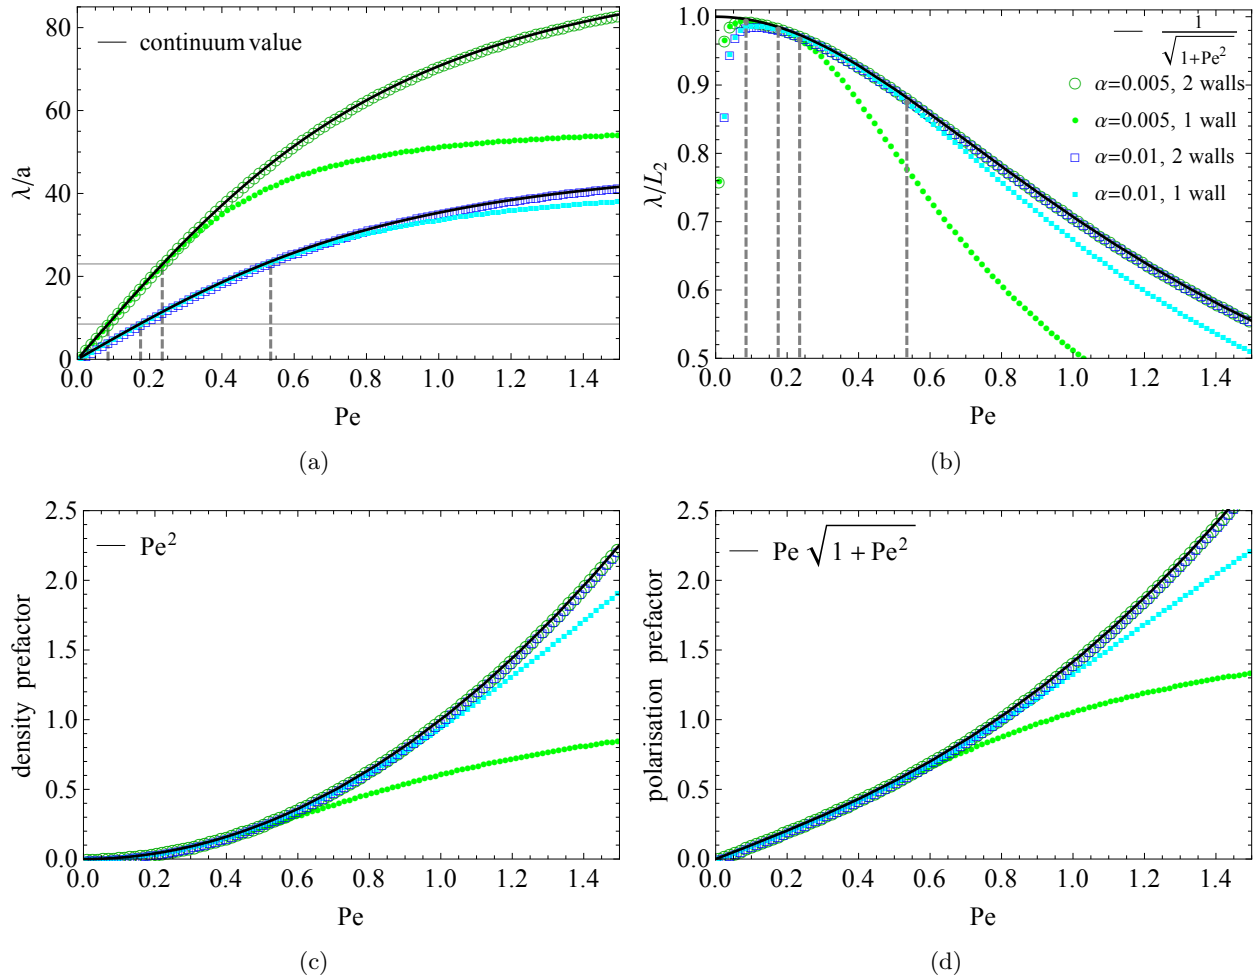 80
60
40
20
0
λ/a
continuum value
0.0 0.2 0.4 0.6 0.8 1.0 1.2 1.4
Pe
(a)
1.0
0.9
0.8
0.7
0.6
0.5
λ/L₂
1/√1+Pe²
α=0.005, 2 walls
α=0.005, 1 wall
α=0.01, 2 walls
α=0.01, 1 wall
0.0 0.2 0.4 0.6 0.8 1.0 1.2 1.4
Pe
(b)
2.5
2.0
1.5
1.0
0.5
0.0
density prefactor
Pe²
0.0 0.2 0.4 0.6 0.8 1.0 1.2 1.4
Pe
(c)
2.5
2.0
1.5
1.0
0.5
0.0
polarisation prefactor
Pe √1 + Pe²
0.0 0.2 0.4 0.6 0.8 1.0 1.2 1.4
Pe
(d)